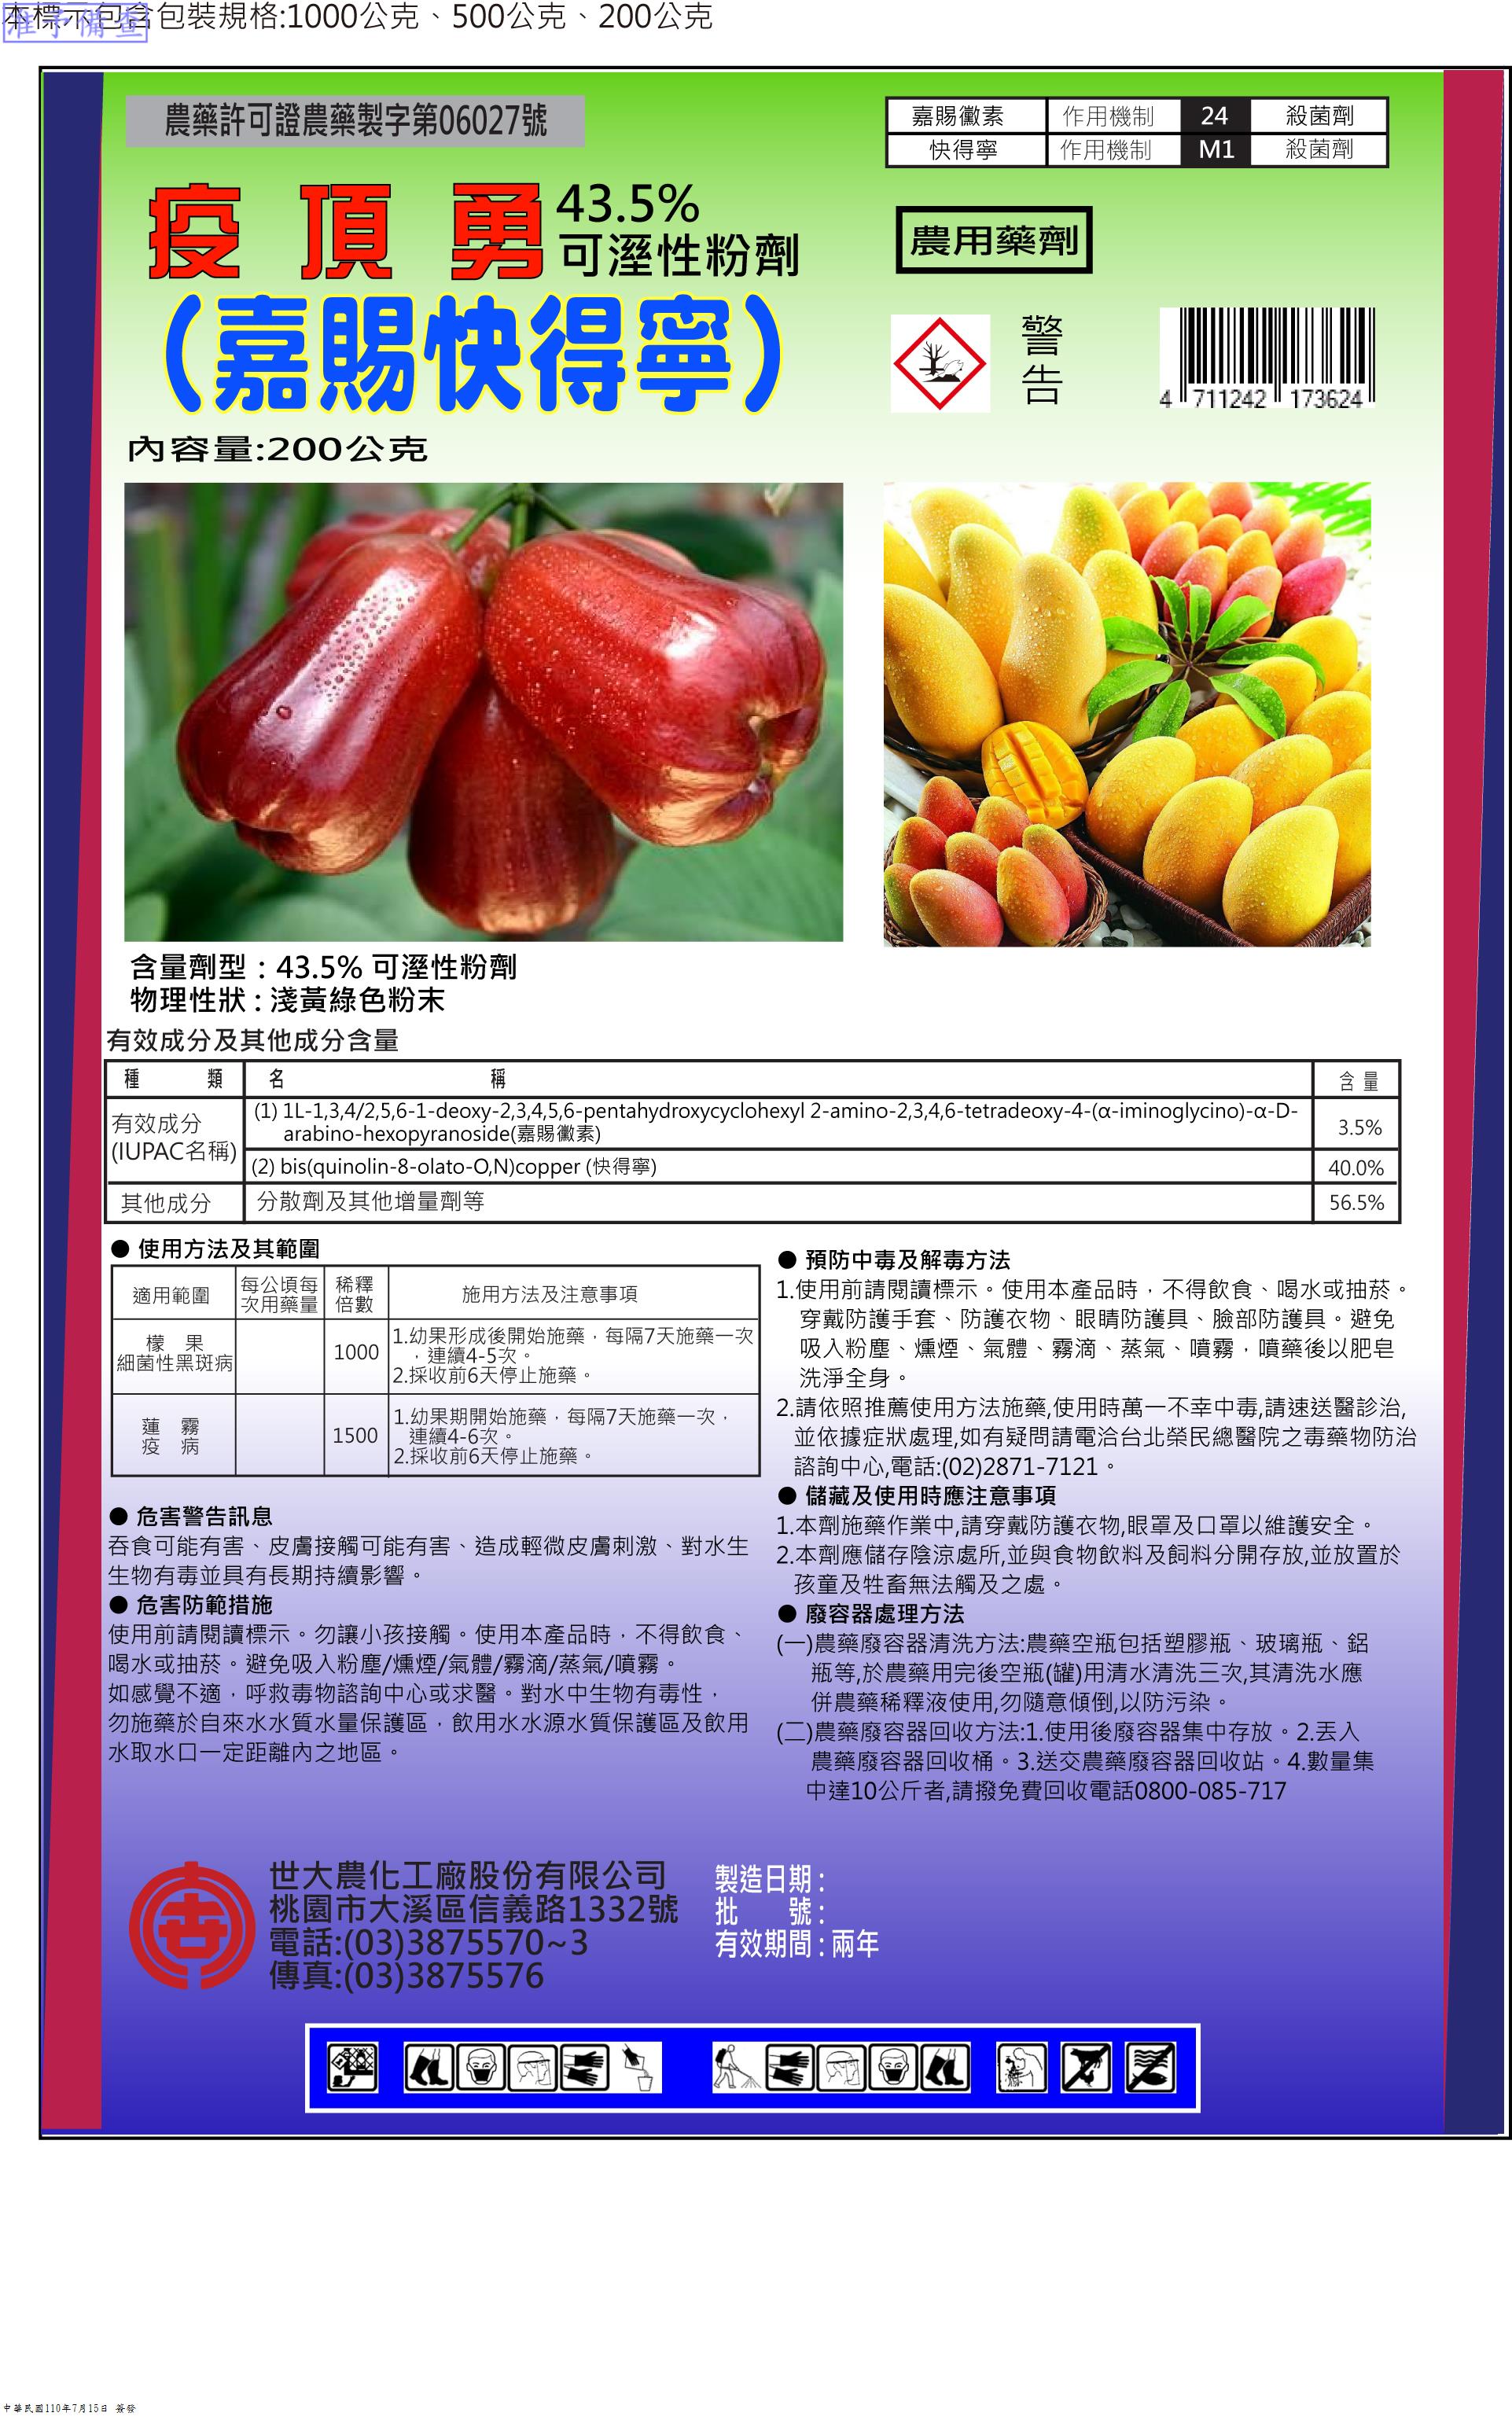 本標示包含包裝規格:1000公克、500公克、200公克
准予備查
農藥許可證農藥製字第06027號
嘉賜黴素 作用機制 24 殺菌劑
快得寧 作用機制 M1 殺菌劑
疫頂勇 43.5%
可溼性粉劑
(嘉賜快得寧)
農用藥劑
警告
4 711242 173624
內容量:200公克
含量劑型：43.5% 可溼性粉劑
物理性狀：淺黃綠色粉末
有效成分及其他成分含量
種類 名稱 含量
有效成分
(IUPAC名稱)
(1) 1L-1,3,4/2,5,6-1-deoxy-2,3,4,5,6-pentahydroxycyclohexyl 2-amino-2,3,4,6-tetradeoxy-4-(α-iminoglycino)-α-D-
arabino-hexopyranoside(嘉賜黴素)
3.5%
(2) bis(quinolin-8-olato-O,N)copper (快得寧) 40.0%
其他成分 分散劑及其他增量劑等 56.5%
● 使用方法及其範圍
適用範圍 每公頃每次用藥量 稀釋倍數 施用方法及注意事項
檬果
細菌性黑斑病
1000
1.幼果形成後開始施藥，每隔7天施藥一次
，連續4-5次。
2.採收前6天停止施藥。
蓮霧
疫病
1500
1.幼果期開始施藥，每隔7天施藥一次，
連續4-6次。
2.採收前6天停止施藥。
● 危害警告訊息
吞食可能有害、皮膚接觸可能有害、造成輕微皮膚刺激、對水生
生物有毒並具有長期持續影響。
● 危害防範措施
使用前請閱讀標示。勿讓小孩接觸。使用本產品時，不得飲食、
喝水或抽菸。避免吸入粉塵/燻煙/氣體/霧滴/蒸氣/噴霧。
如感覺不適，呼救毒物諮詢中心或求醫。對水中生物有毒性，
勿施藥於自來水水質水量保護區，飲用水水源水質保護區及飲用
水取水口一定距離內之地區。
● 預防中毒及解毒方法
1.使用前請閱讀標示。使用本產品時，不得飲食、喝水或抽菸。
穿戴防護手套、防護衣物、眼睛防護具、臉部防護具。避免
吸入粉塵、燻煙、氣體、霧滴、蒸氣、噴霧，噴藥後以肥皂
洗淨全身。
2.請依照推薦使用方法施藥,使用時萬一不幸中毒,請速送醫診治,
並依據症狀處理,如有疑問請電洽台北榮民總醫院之毒藥物防治
諮詢中心,電話:(02)2871-7121。
● 儲藏及使用時應注意事項
1.本劑施藥作業中,請穿戴防護衣物,眼罩及口罩以維護安全。
2.本劑應儲存陰涼處所,並與食物飲料及飼料分開存放,並放置於
孩童及牲畜無法觸及之處。
● 廢容器處理方法
(一)農藥廢容器清洗方法:農藥空瓶包括塑膠瓶、玻璃瓶、鋁
瓶等,於農藥用完後空瓶(罐)用清水清洗三次,其清洗水應
併農藥稀釋液使用,勿隨意傾倒,以防污染。
(二)農藥廢容器回收方法:1.使用後廢容器集中存放。2.丟入
農藥廢容器回收桶。3.送交農藥廢容器回收站。4.數量集
中達10公斤者,請撥免費回收電話0800-085-717
世大農化工廠股份有限公司
桃園市大溪區信義路1332號
電話:(03)3875570~3
傳真:(03)3875576
製造日期：
批號：
有效期間：兩年
中華民國110年7月15日 簽發